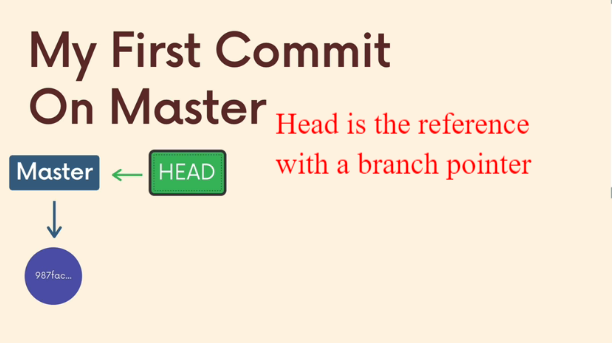 My First Commit
On Master
Head is the reference
with a branch pointer
Master
HEAD
987fac...